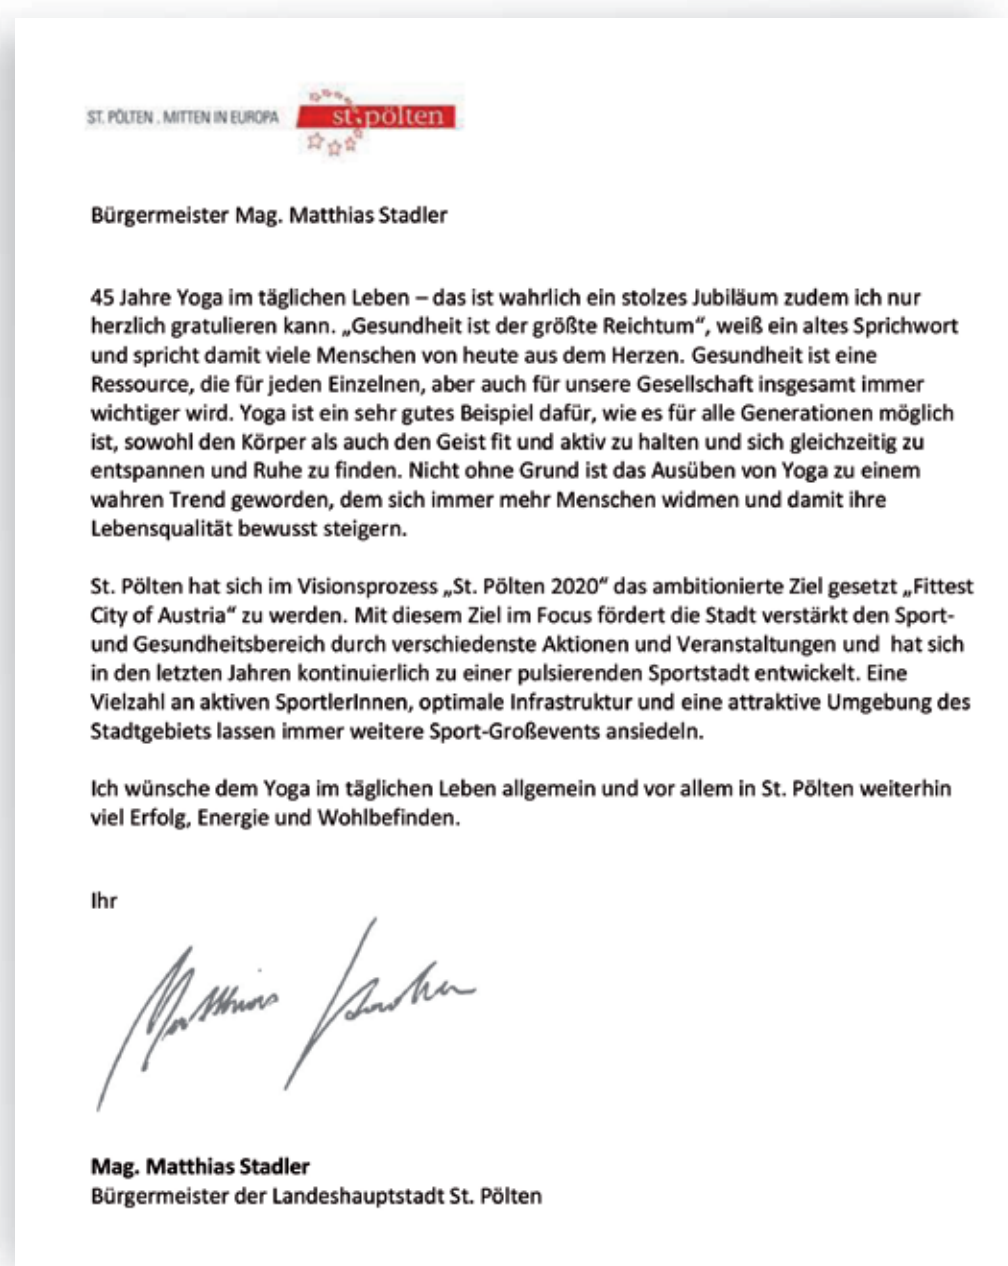 ST. PÖLTEN . MITTEN IN EUROPA st.pölten
Bürgermeister Mag. Matthias Stadler
45 Jahre Yoga im täglichen Leben – das ist wahrlich ein stolzes Jubiläum zudem ich nur
herzlich gratulieren kann. „Gesundheit ist der größte Reichtum“, weiß ein altes Sprichwort
und spricht damit viele Menschen von heute aus dem Herzen. Gesundheit ist eine
Ressource, die für jeden Einzelnen, aber auch für unsere Gesellschaft insgesamt immer
wichtiger wird. Yoga ist ein sehr gutes Beispiel dafür, wie es für alle Generationen möglich
ist, sowohl den Körper als auch den Geist fit und aktiv zu halten und sich gleichzeitig zu
entspannen und Ruhe zu finden. Nicht ohne Grund ist das Ausüben von Yoga zu einem
wahren Trend geworden, dem sich immer mehr Menschen widmen und damit ihre
Lebensqualität bewusst steigern.
St. Pölten hat sich im Visionsprozess „St. Pölten 2020“ das ambitionierte Ziel gesetzt „Fittest
City of Austria“ zu werden. Mit diesem Ziel im Focus fördert die Stadt verstärkt den Sport-
und Gesundheitsbereich durch verschiedenste Aktionen und Veranstaltungen und hat sich
in den letzten Jahren kontinuierlich zu einer pulsierenden Sportstadt entwickelt. Eine
Vielzahl an aktiven SportlerInnen, optimale Infrastruktur und eine attraktive Umgebung des
Stadtgebiets lassen immer weitere Sport-Großevents ansiedeln.
Ich wünsche dem Yoga im täglichen Leben allgemein und vor allem in St. Pölten weiterhin
viel Erfolg, Energie und Wohlbefinden.
Ihr
Matthias Stadler
Mag. Matthias Stadler
Bürgermeister der Landeshauptstadt St. Pölten